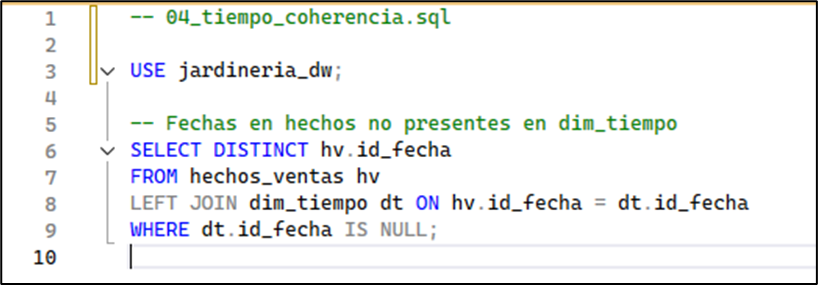 1 -- 04_tiempo_coherencia.sql
2
3 USE jardineria_dw;
4
5 -- Fechas en hechos no presentes en dim_tiempo
6 SELECT DISTINCT hv.id_fecha
7 FROM hechos_ventas hv
8 LEFT JOIN dim_tiempo dt ON hv.id_fecha = dt.id_fecha
9 WHERE dt.id_fecha IS NULL;
10